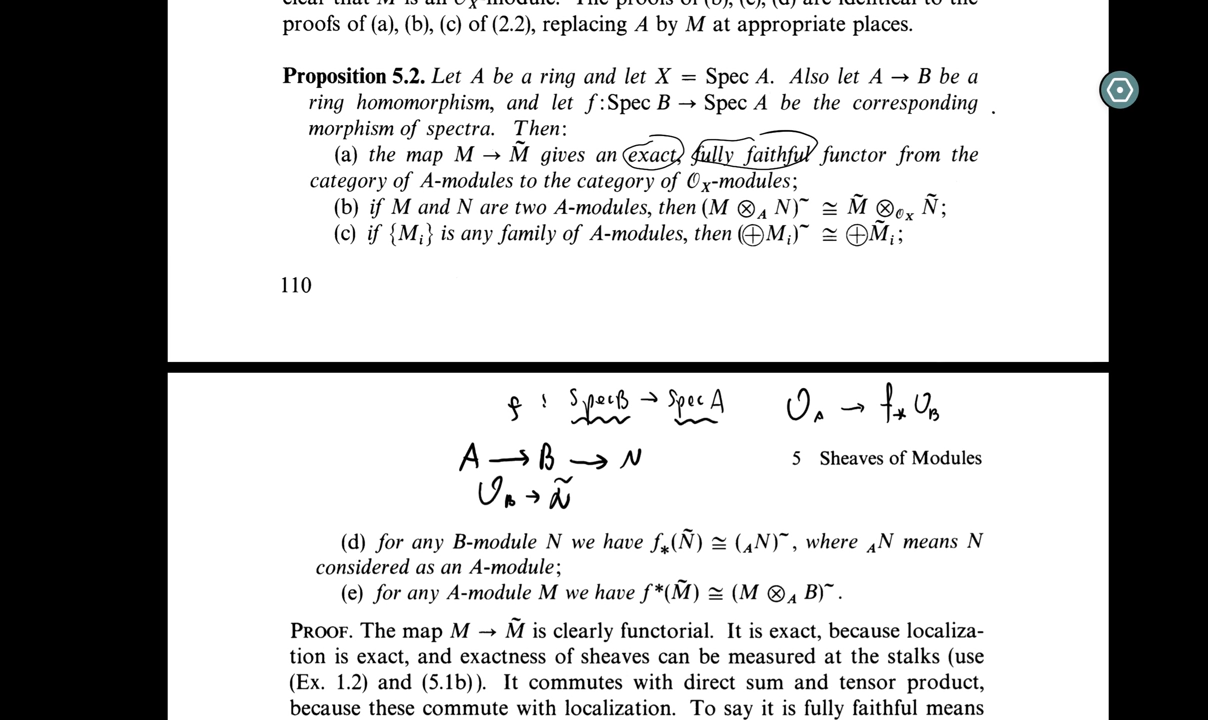 proofs of (a), (b), (c) of (2.2), replacing A by M at appropriate places.
Proposition 5.2. Let A be a ring and let X = Spec A. Also let A → B be a
ring homomorphism, and let f:Spec B → Spec A be the corresponding
morphism of spectra. Then:
(a) the map M → M̃ gives an exact, fully faithful functor from the
category of A-modules to the category of 𝒪_X-modules;
(b) if M and N are two A-modules, then (M ⊗_A N)~ ≅ M̃ ⊗_𝒪_X Ñ;
(c) if {M_i} is any family of A-modules, then (⊕M_i)~ ≅ ⊕M̃_i;
110
f : Spec B → Spec A 𝒪_A → f_* 𝒪_B
A → B → N
5 Sheaves of Modules
𝒪_B → Ñ
(d) for any B-module N we have f_*(Ñ) ≅ (_AN)~, where _AN means N
considered as an A-module;
(e) for any A-module M we have f*(M̃) ≅ (M ⊗_A B)~.
PROOF. The map M → M̃ is clearly functorial. It is exact, because localiza-
tion is exact, and exactness of sheaves can be measured at the stalks (use
(Ex. 1.2) and (5.1b)). It commutes with direct sum and tensor product,
because these commute with localization. To say it is fully faithful means